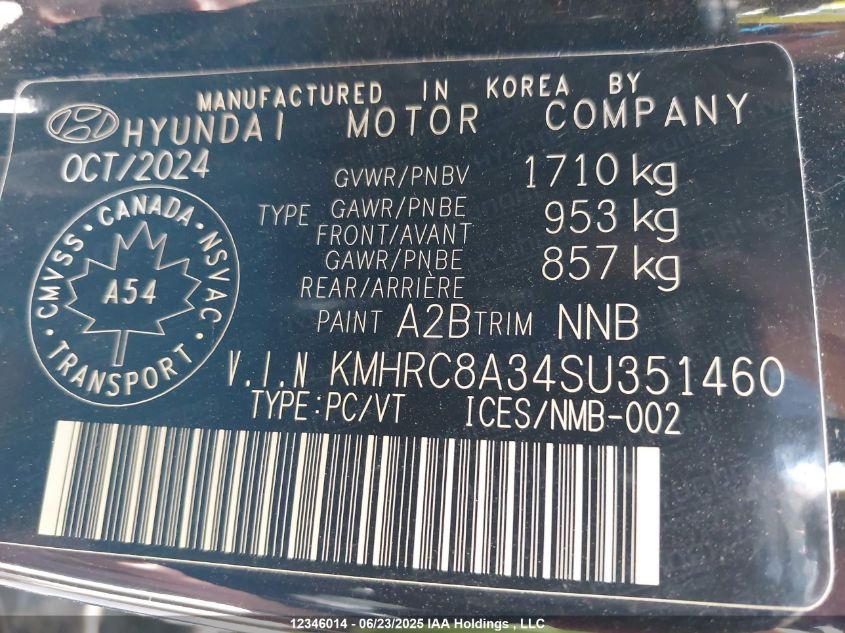 MANUFACTURED IN KOREA BY
HYUNDAI MOTOR COMPANY
OCT/2024
GVWR/PNBV 1710 kg
TYPE GAWR/PNBE 953 kg
FRONT/AVANT
GAWR/PNBE 857 kg
REAR/ARRIÈRE
CMVSS · CANADA · NSVAC · TRANSPORT
A54
PAINT A2B TRIM NNB
V.I.N KMHRC8A34SU351460
TYPE:PC/VT ICES/NMB-002
12346014 - 06/23/2025 IAA Holdings , LLC